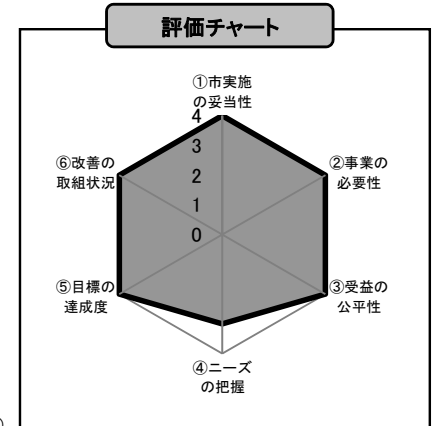 評価チャート
①市実施
の妥当性
4
3
2
1
0
②事業の
必要性
③受益の
公平性
④ニーズ
の把握
⑤目標の
達成度
⑥改善の
取組状況